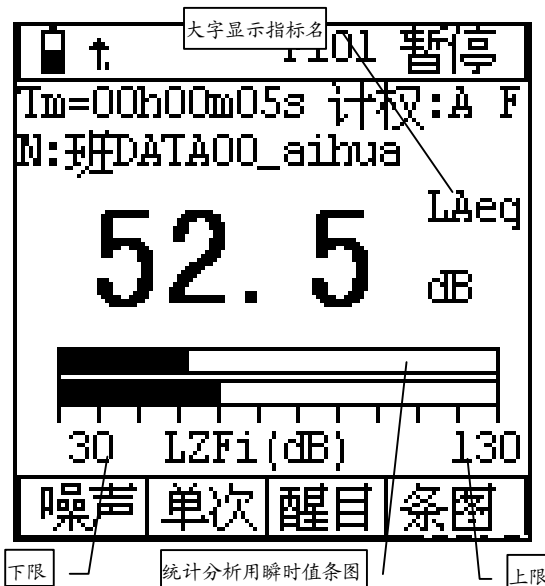 大字显示指标名
暂停
Tm=00h00m05s 计权:A F
N:班DATA00_aihua
LAeq
52.5 dB
30 LZFi(dB) 130
噪声 单次 醒目 条图
下限 统计分析用瞬时值条图 上限